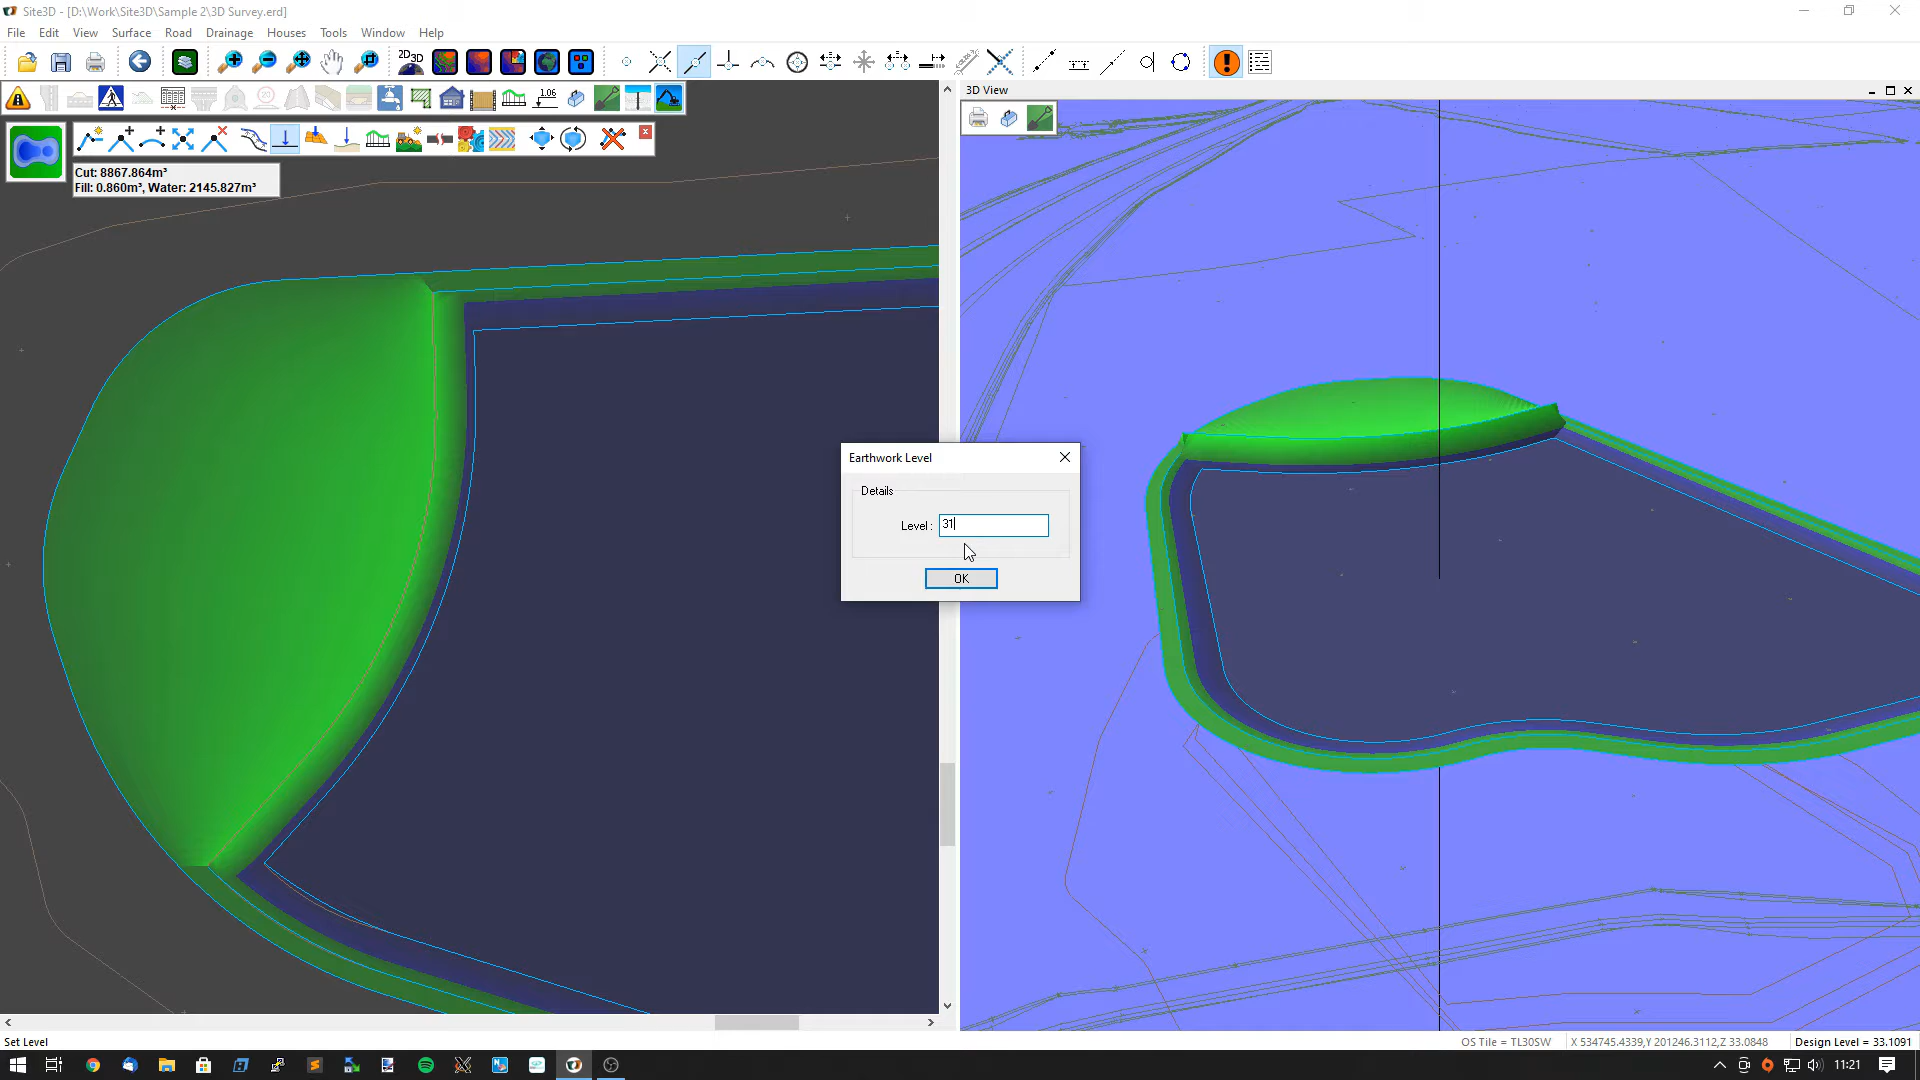 Site3D - [D:\Work\Site3D\Sample 2\3D Survey.erd]
File Edit View Surface Road Drainage Houses Tools Window Help
2D3D
20
1.06
3D View
Cut: 8867.864m³
Fill: 0.860m³, Water: 2145.827m³
Earthwork Level
Details
Level : 31
OK
Set Level
OS Tile = TL30SW X 534745.4339,Y 201246.3112,Z 33.0848 Design Level = 33.1091
11:21